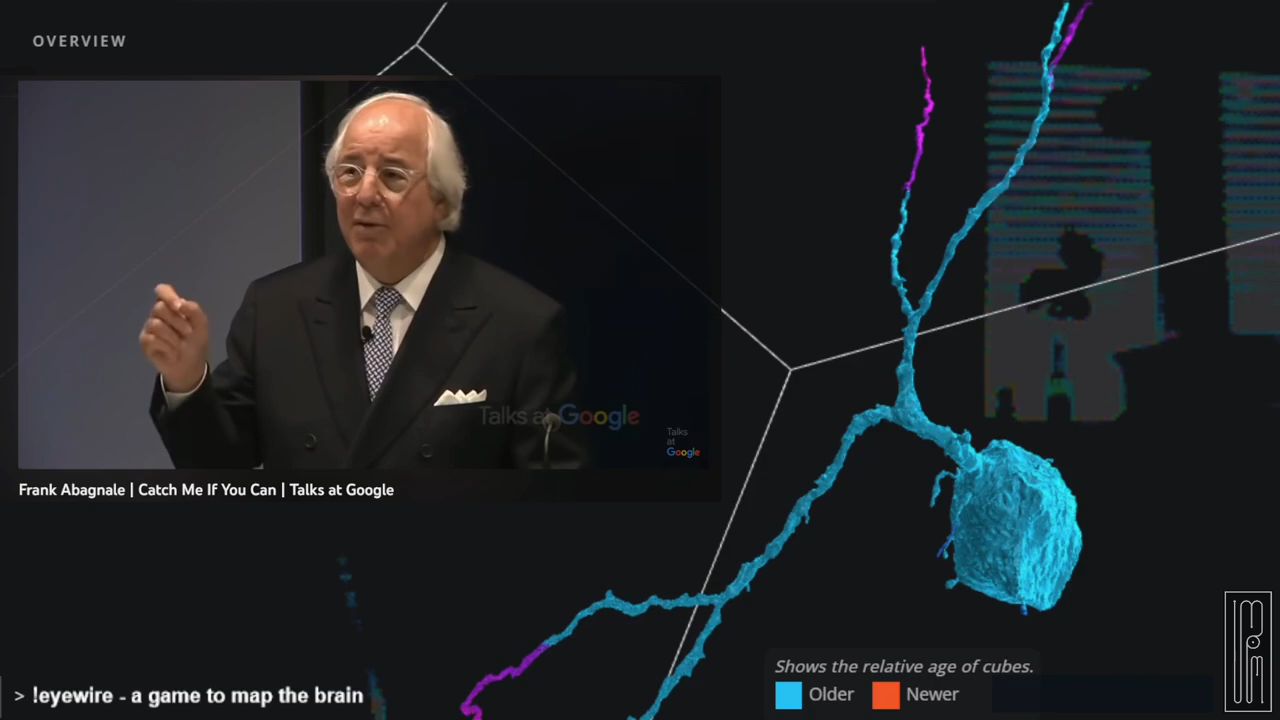 OVERVIEW
Talks at Google
Talks
at
Google
Frank Abagnale | Catch Me If You Can | Talks at Google
Shows the relative age of cubes.
Older
Newer
> !eyewire - a game to map the brain